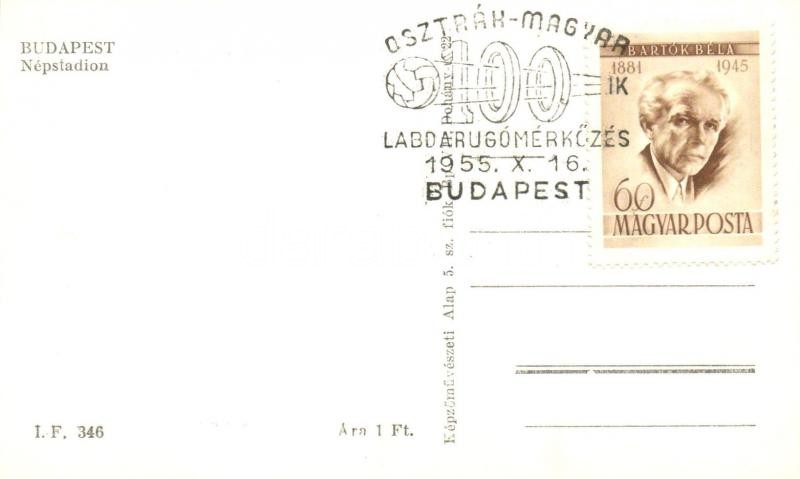 BUDAPEST
Népstadion
OSZTRÁK-MAGYAR
100
IK
LABDARUGÓMÉRKŐZÉS
1955. X. 16.
BUDAPEST
BARTÓK BÉLA
1881 1945
60 f
MAGYAR POSTA
Képzőművészeti Alap 5. sz. fiók
I. F. 346
Ára 1 Ft.